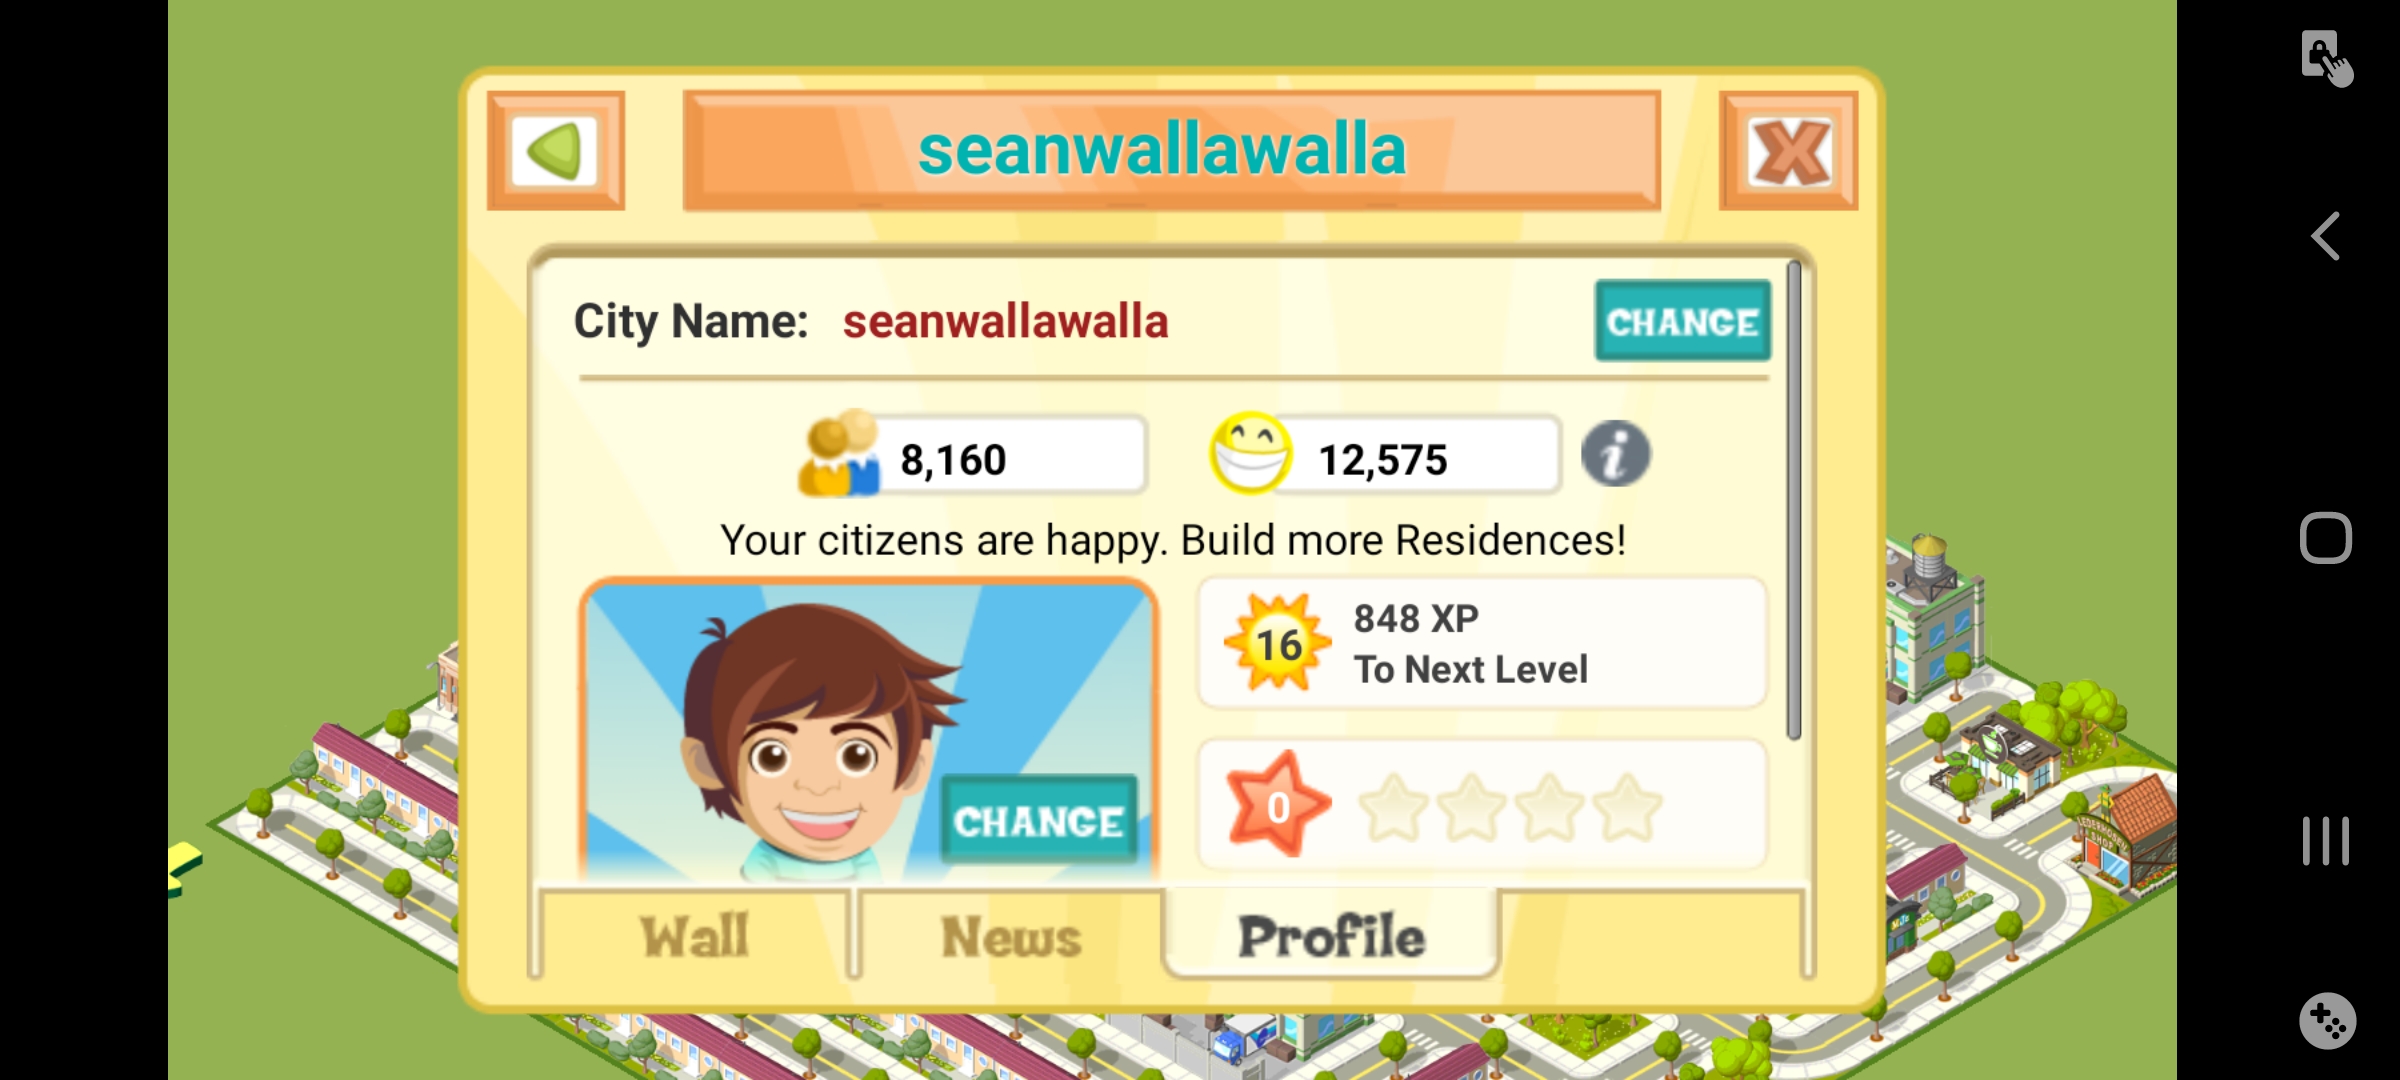 seanwallawalla
City Name: seanwallawalla
CHANGE
8,160
12,575
i
Your citizens are happy. Build more Residences!
16
848 XP
To Next Level
0
CHANGE
Wall
News
Profile